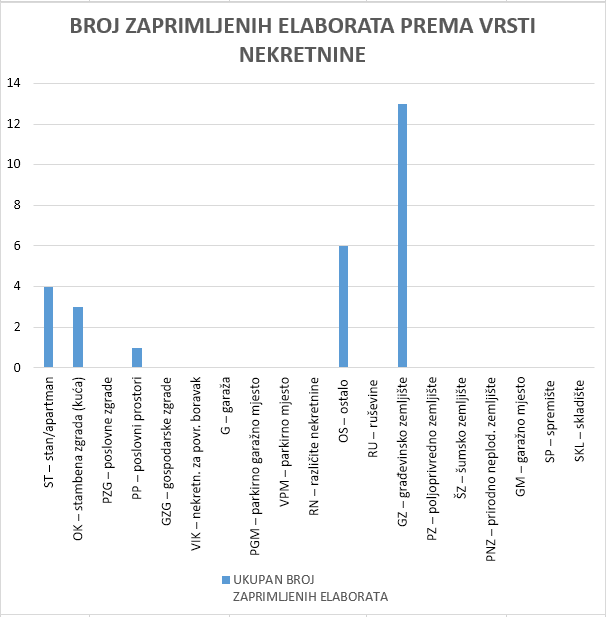 BROJ ZAPRIMLJENIH ELABORATA PREMA VRSTI
NEKRETNINE
14
12
10
8
6
4
2
0
ST – stan/apartman
OK – stambena zgrada (kuća)
PZG – poslovne zgrade
PP – poslovni prostori
GZG – gospodarske zgrade
VIK – nekretn. za povr. boravak
G – garaža
PGM – parkirno garažno mjesto
VPM – parkirno mjesto
RN – različite nekretnine
OS – ostalo
RU – ruševine
GZ – građevinsko zemljište
PZ – poljoprivredno zemljište
ŠZ – šumsko zemljište
PNZ – prirodno neplod. zemljište
GM – garažno mjesto
SP – spremište
SKL – skladište
UKUPAN BROJ
ZAPRIMLJENIH ELABORATA